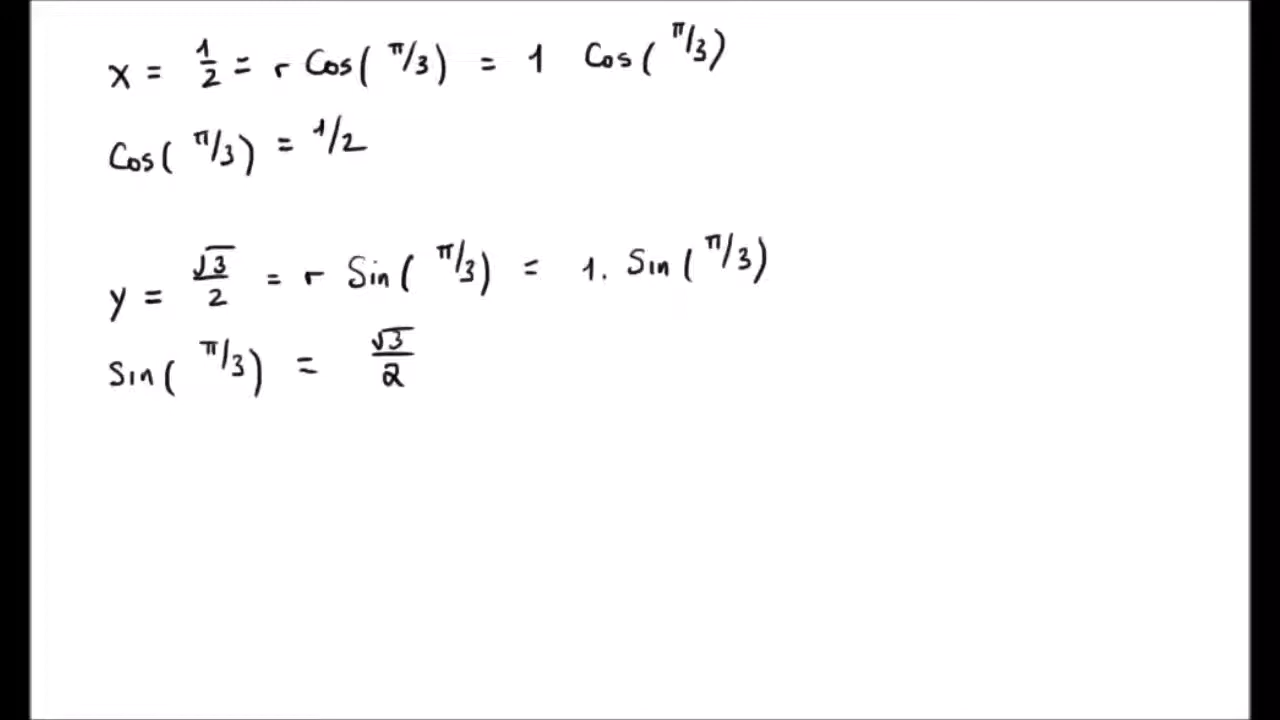 x = 1/2 = r Cos( π/3) = 1 Cos( π/3)
Cos( π/3) = 1/2
y = √3/2 = r Sin( π/3) = 1. Sin( π/3)
Sin( π/3) = √3/2